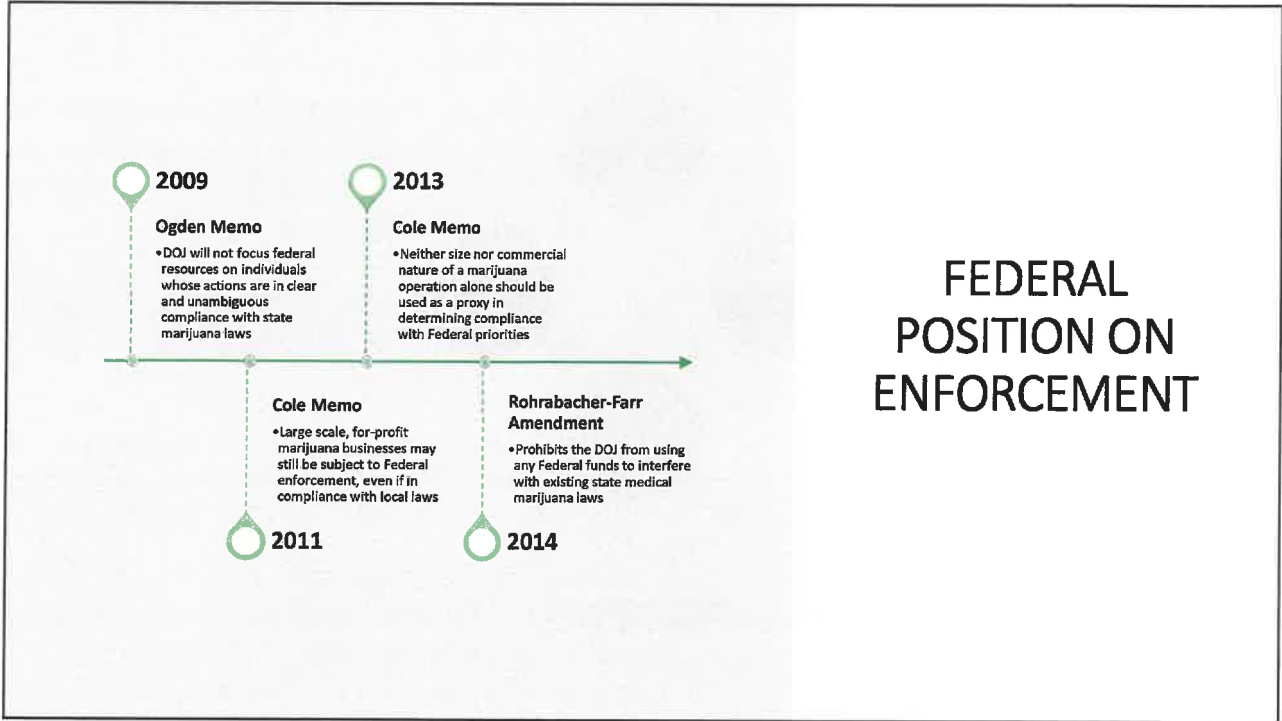 2009
Ogden Memo
•DOJ will not focus federal
resources on individuals
whose actions are in clear
and unambiguous
compliance with state
marijuana laws
2013
Cole Memo
•Neither size nor commercial
nature of a marijuana
operation alone should be
used as a proxy in
determining compliance
with Federal priorities
Cole Memo
•Large scale, for-profit
marijuana businesses may
still be subject to Federal
enforcement, even if in
compliance with local laws
2011
Rohrabacher-Farr
Amendment
•Prohibits the DOJ from using
any Federal funds to interfere
with existing state medical
marijuana laws
2014
FEDERAL
POSITION ON
ENFORCEMENT